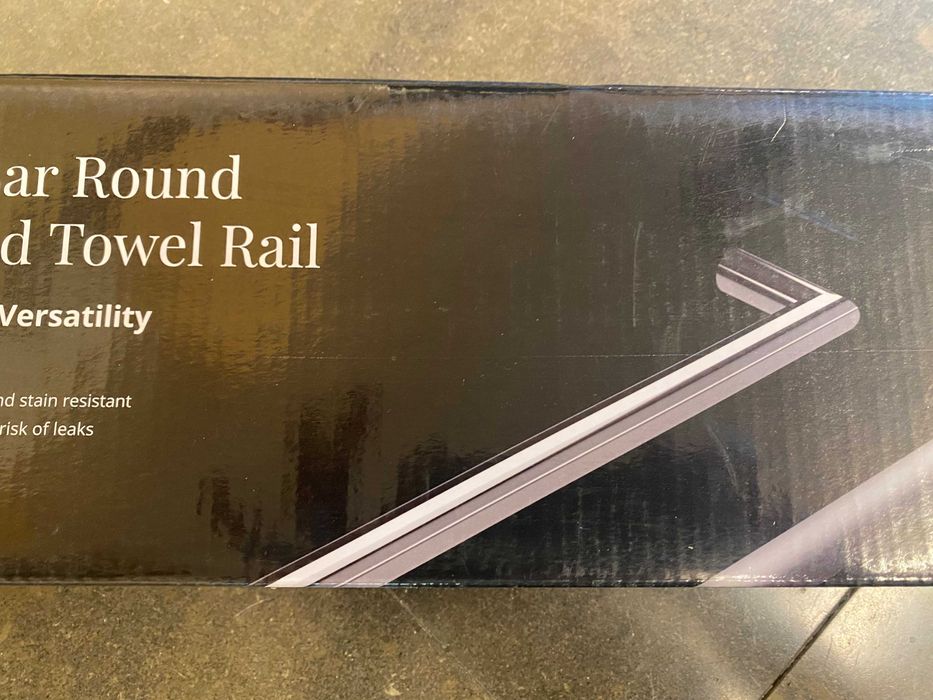 ar Round
d Towel Rail
Versatility
nd stain resistant
risk of leaks